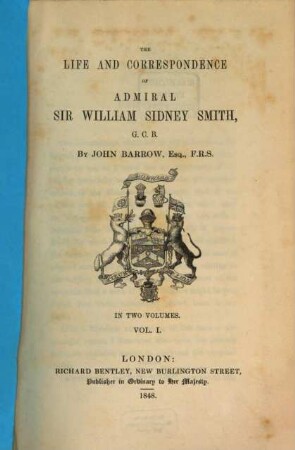 THE
LIFE AND CORRESPONDENCE
OF
ADMIRAL
SIR WILLIAM SIDNEY SMITH,
G. C. B.
BY JOHN BARROW, Esq., F.R.S.
IN TWO VOLUMES.
VOL. I.
LONDON:
RICHARD BENTLEY, NEW BURLINGTON STREET,
Publisher in Ordinary to Her Majesty.
1848.